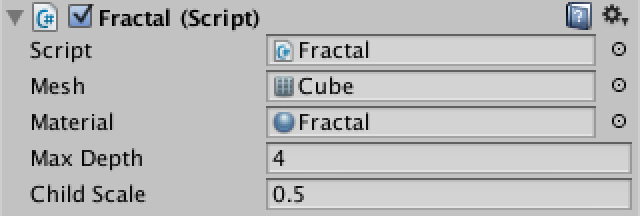 Fractal (Script)
Script Fractal
Mesh Cube
Material Fractal
Max Depth 4
Child Scale 0.5